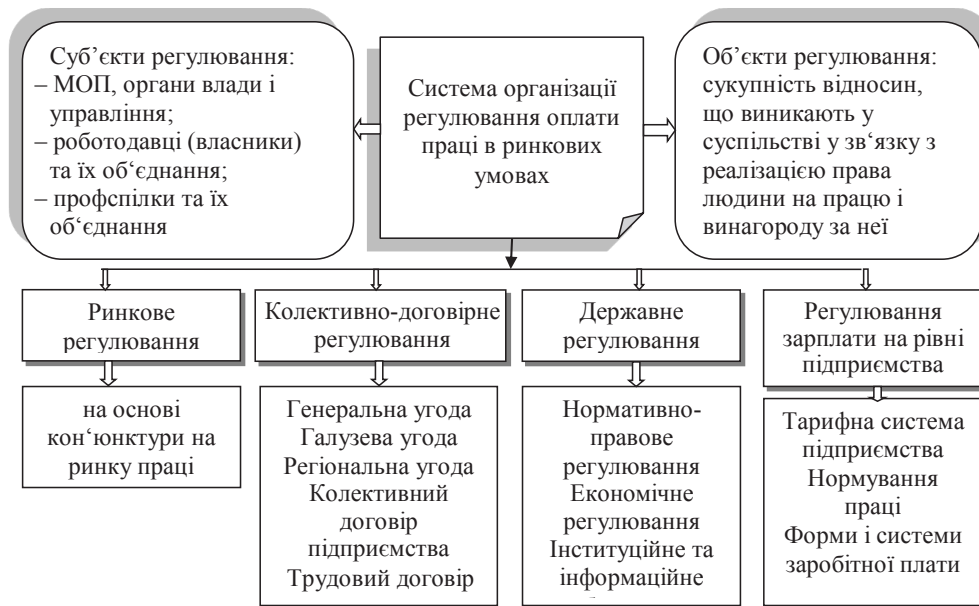 Суб’єкти регулювання:
– МОП, органи влади і
управління;
– роботодавці (власники)
та їх об‘єднання;
– профспілки та їх
об‘єднання
Система організації
регулювання оплати
праці в ринкових
умовах
Об’єкти регулювання:
сукупність відносин,
що виникають у
суспільстві у зв‘язку з
реалізацією права
людини на працю і
винагороду за неї
Ринкове
регулювання
Колективно-договірне
регулювання
Державне
регулювання
Регулювання
зарплати на рівні
підприємства
на основі
кон‘юнктури на
ринку праці
Генеральна угода
Галузева угода
Регіональна угода
Колективний
договір
підприємства
Трудовий договір
Нормативно-
правове
регулювання
Економічне
регулювання
Інституційне та
інформаційне
Тарифна система
підприємства
Нормування
праці
Форми і системи
заробітної плати